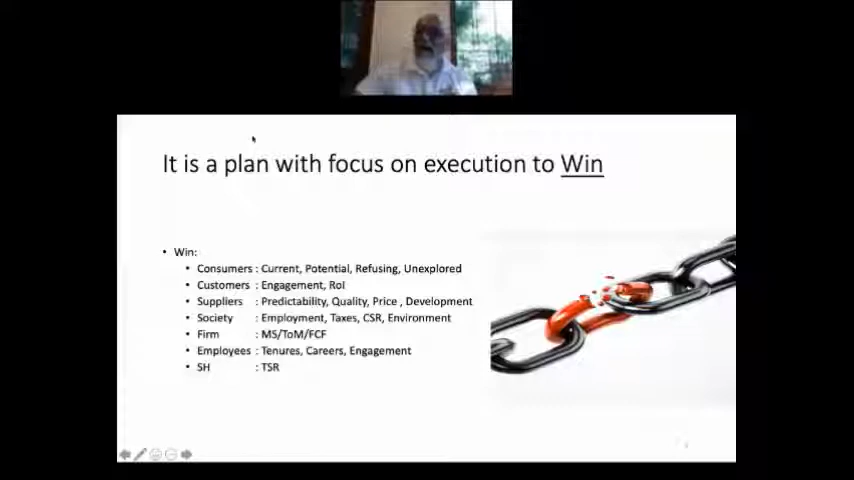 It is a plan with focus on execution to Win
• Win:
• Consumers : Current, Potential, Refusing, Unexplored
• Customers : Engagement, RoI
• Suppliers : Predictability, Quality, Price , Development
• Society : Employment, Taxes, CSR, Environment
• Firm : MS/ToM/FCF
• Employees : Tenures, Careers, Engagement
• SH : TSR